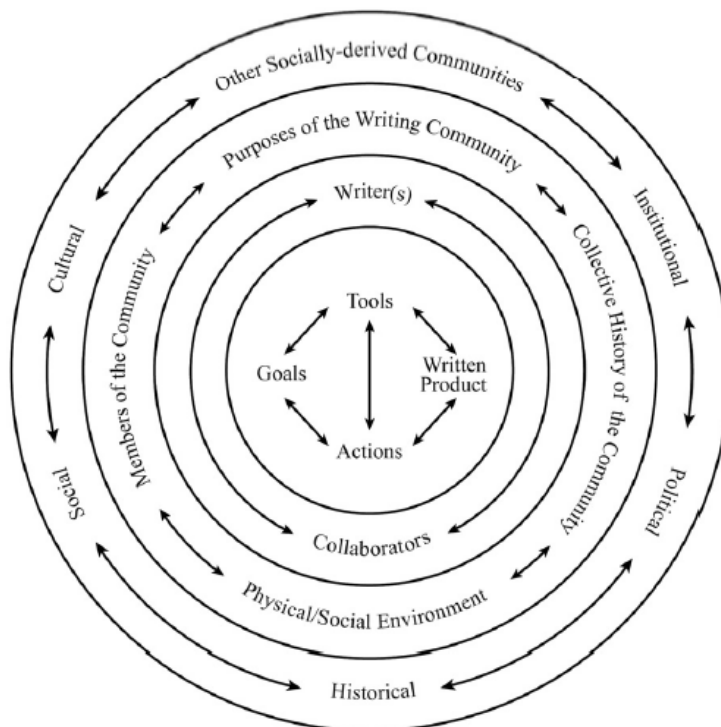 Other Socially-derived Communities
Purposes of the Writing Community
Writer(s)
Cultural
Institutional
Members of the Community
Collective History of the Community
Tools
Goals
Written
Product
Actions
Social
Political
Collaborators
Physical/Social Environment
Historical